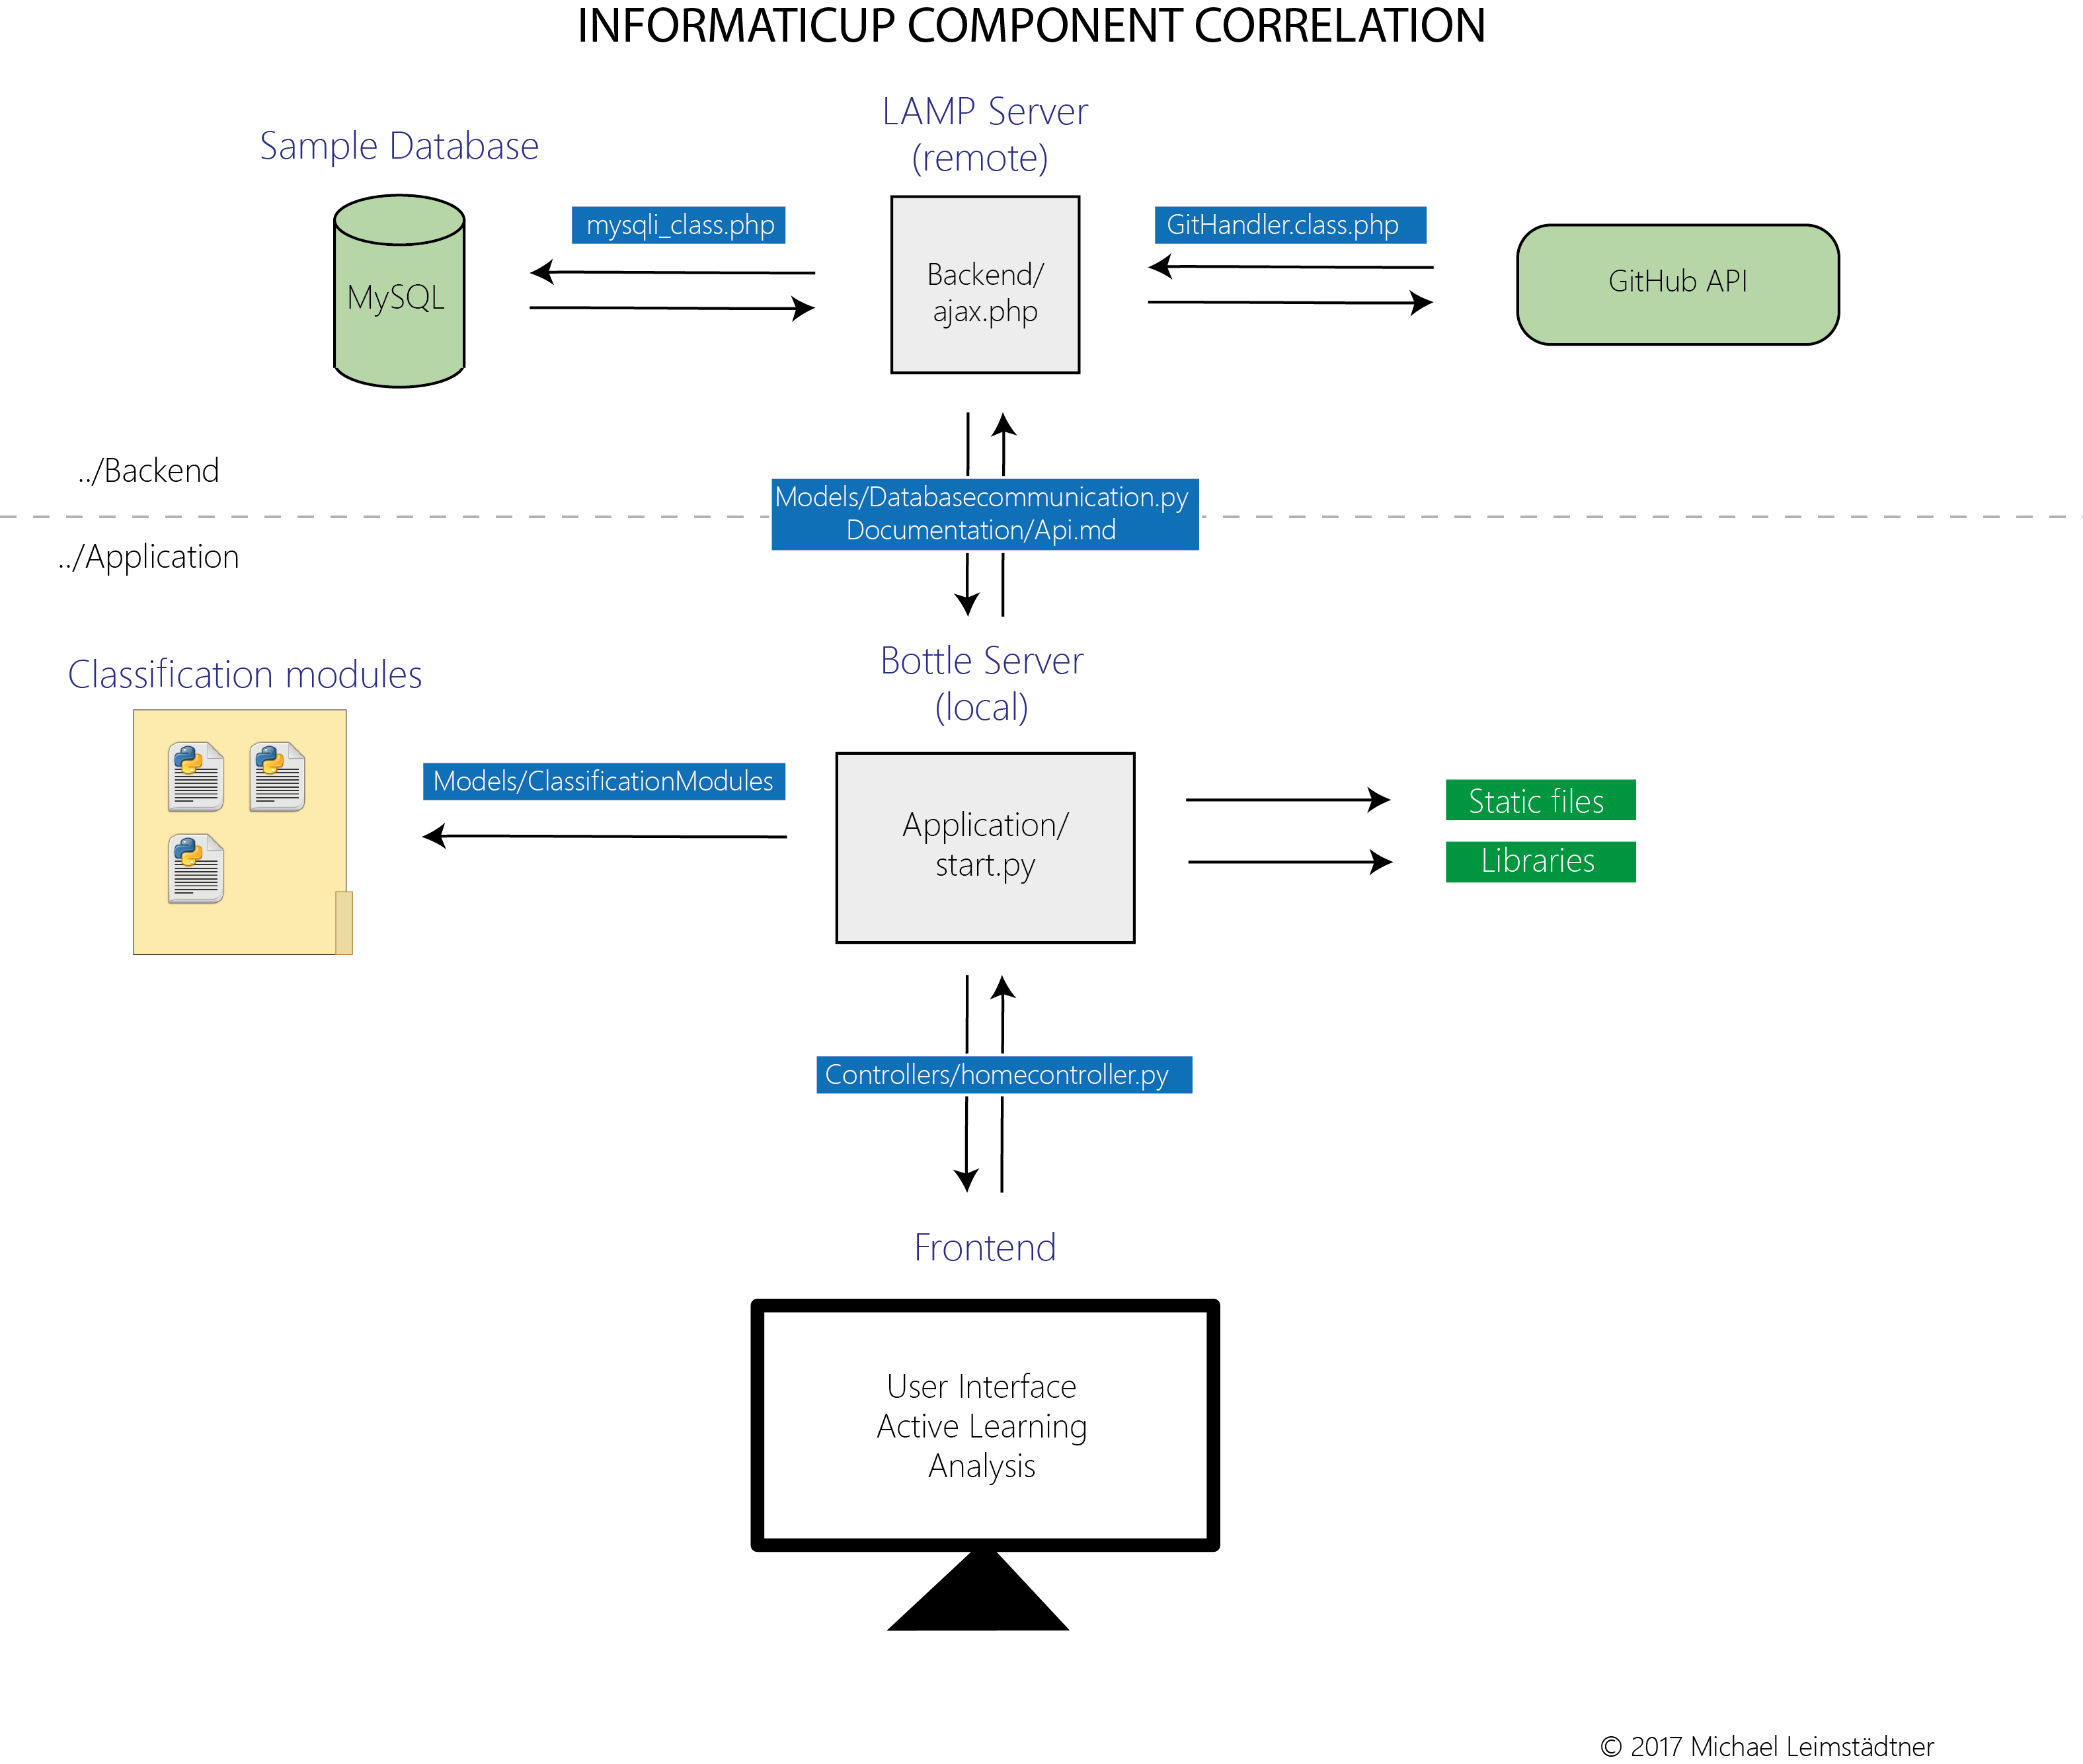 INFORMATICUP COMPONENT CORRELATION
Sample Database
MySQL
mysqli_class.php
LAMP Server
(remote)
Backend/
ajax.php
GitHandler.class.php
GitHub API
../Backend
Models/Databasecommunication.py
Documentation/Api.md
../Application
Classification modules
Models/ClassificationModules
Bottle Server
(local)
Application/
start.py
Static files
Libraries
Controllers/homecontroller.py
Frontend
User Interface
Active Learning
Analysis
© 2017 Michael Leimstädtner